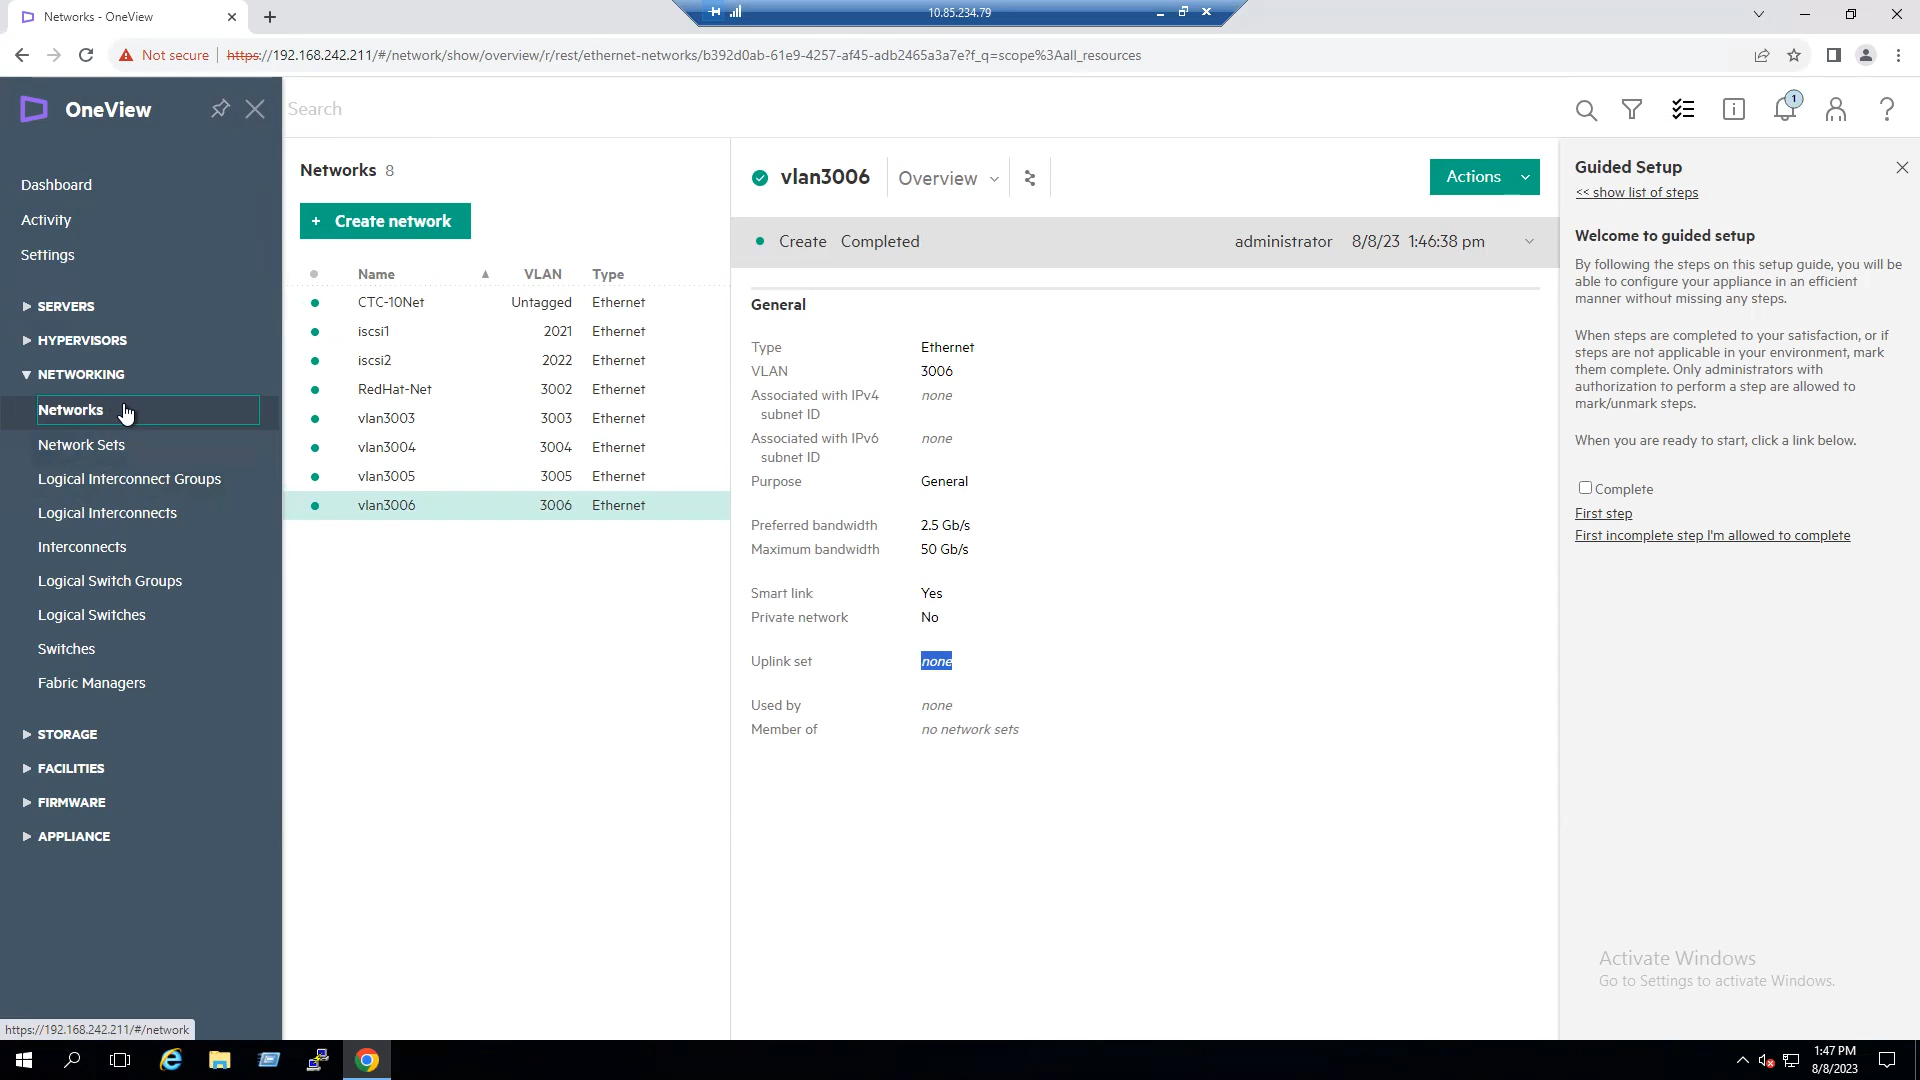 Networks - OneView
10.85.234.79
Not secure
https://192.168.242.211/#/network/show/overview/r/rest/ethernet-networks/b392d0ab-61e9-4257-af45-adb2465a3a7e?f_q=scope%3Aall_resources
OneView
Search
1
Dashboard
Activity
Settings
SERVERS
HYPERVISORS
NETWORKING
Networks
Network Sets
Logical Interconnect Groups
Logical Interconnects
Interconnects
Logical Switch Groups
Logical Switches
Switches
Fabric Managers
STORAGE
FACILITIES
FIRMWARE
APPLIANCE
https://192.168.242.211/#/network
Networks 8
+ Create network
Name VLAN Type
CTC-10Net Untagged Ethernet
iscsi1 2021 Ethernet
iscsi2 2022 Ethernet
RedHat-Net 3002 Ethernet
vlan3003 3003 Ethernet
vlan3004 3004 Ethernet
vlan3005 3005 Ethernet
vlan3006 3006 Ethernet
vlan3006 Overview
Actions
Create Completed administrator 8/8/23 1:46:38 pm
General
Type Ethernet
VLAN 3006
Associated with IPv4 none
subnet ID
Associated with IPv6 none
subnet ID
Purpose General
Preferred bandwidth 2.5 Gb/s
Maximum bandwidth 50 Gb/s
Smart link Yes
Private network No
Uplink set none
Used by none
Member of no network sets
Guided Setup
<< show list of steps
Welcome to guided setup
By following the steps on this setup guide, you will be
able to configure your appliance in an efficient
manner without missing any steps.
When steps are completed to your satisfaction, or if
steps are not applicable in your environment, mark
them complete. Only administrators with
authorization to perform a step are allowed to
mark/unmark steps.
When you are ready to start, click a link below.
Complete
First step
First incomplete step I'm allowed to complete
Activate Windows
Go to Settings to activate Windows.
1:47 PM
8/8/2023